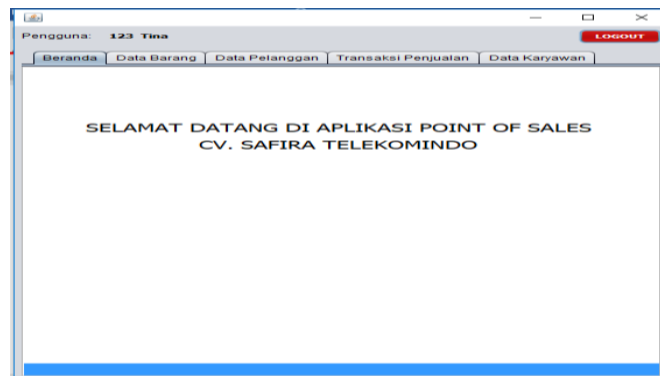 Pengguna: 123 Tina
LOGOUT
Beranda Data Barang Data Pelanggan Transaksi Penjualan Data Karyawan
SELAMAT DATANG DI APLIKASI POINT OF SALES
CV. SAFIRA TELEKOMINDO